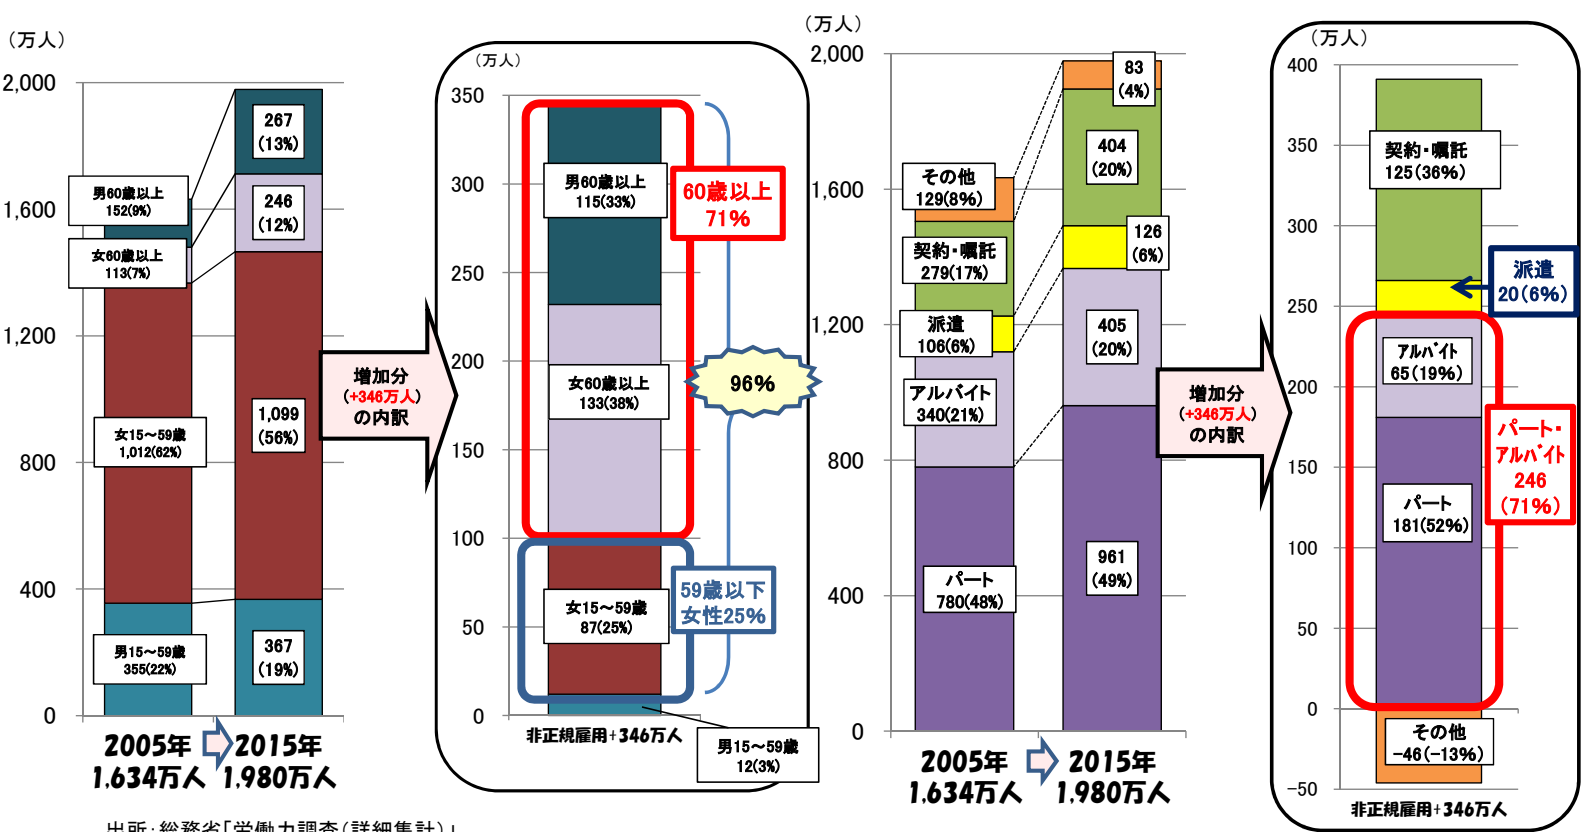 （万人）
2,000
1,600
1,200
800
400
0
267
(13%)
246
(12%)
1,099
(56%)
367
(19%)
男60歳以上
152(9%)
女60歳以上
113(7%)
女15～59歳
1,012(62%)
男15～59歳
355(22%)
2005年
1,634万人
2015年
1,980万人
増加分
（+346万人）
の内訳
（万人）
350
300
250
200
150
100
50
0
男60歳以上
115(33%)
女60歳以上
133(38%)
女15～59歳
87(25%)
男15～59歳
12(3%)
60歳以上
71%
96%
59歳以下
女性25%
非正規雇用+346万人
（万人）
2,000
1,600
1,200
800
400
0
その他
129(8%)
契約・嘱託
279(17%)
派遣
106(6%)
アルバイト
340(21%)
パート
780(48%)
83
(4%)
404
(20%)
126
(6%)
405
(20%)
961
(49%)
2005年
1,634万人
2015年
1,980万人
増加分
（+346万人）
の内訳
（万人）
400
350
300
250
200
150
100
50
0
-50
契約・嘱託
125(36%)
派遣
20(6%)
アルバイト
65(19%)
パート
181(52%)
パート・
アルバイト
246
(71%)
その他
-46(-13%)
非正規雇用+346万人
出所：総務省「労働力調査（詳細集計）」